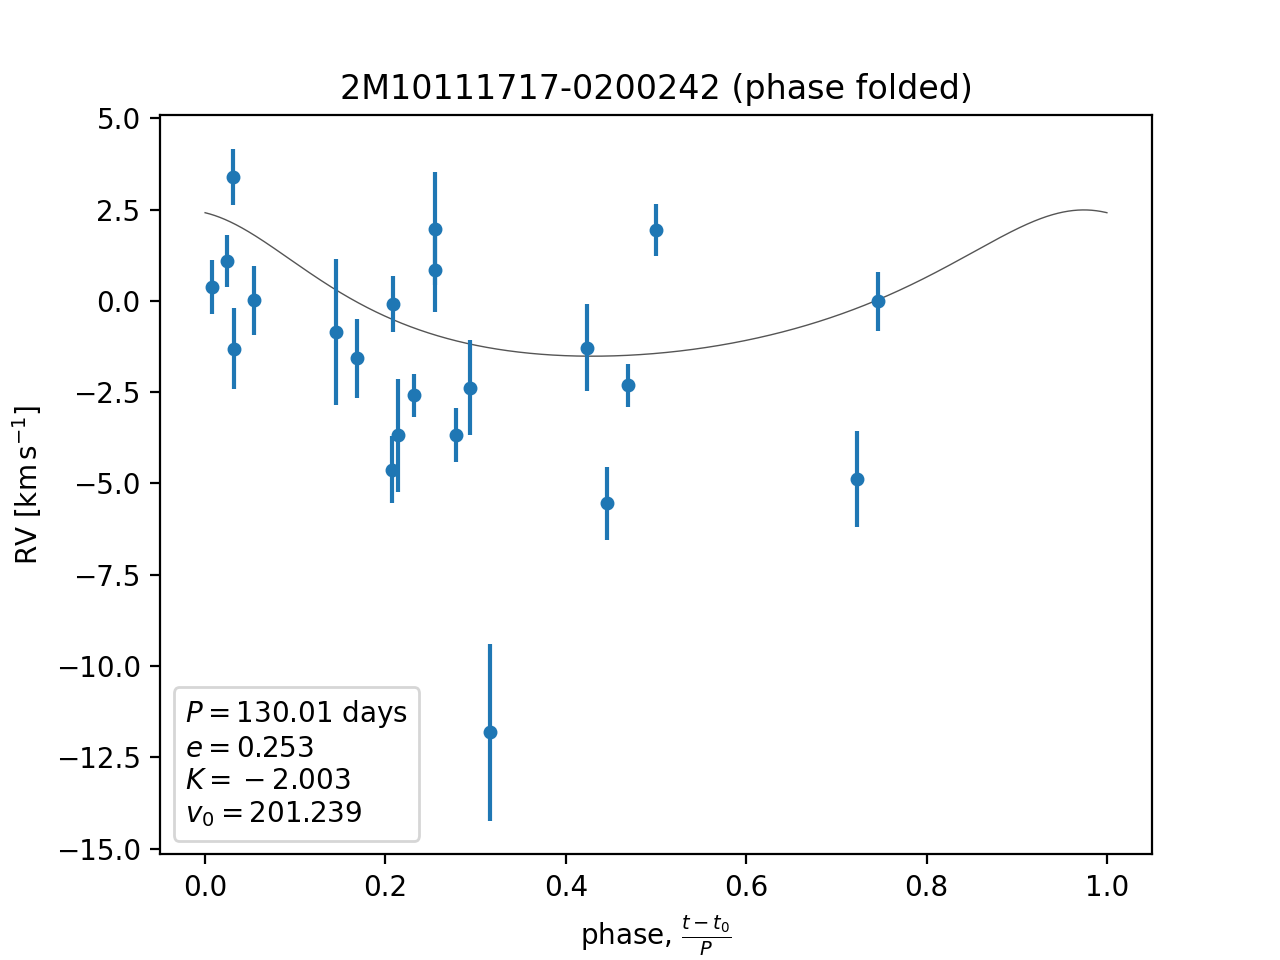 2M10111717-0200242 (phase folded)
5.0
2.5
0.0
−2.5
−5.0
−7.5
−10.0
−12.5
−15.0
RV [km s⁻¹]
P = 130.01 days
e = 0.253
K = −2.003
v₀ = 201.239
0.0 0.2 0.4 0.6 0.8 1.0
phase, (t − t₀)/P